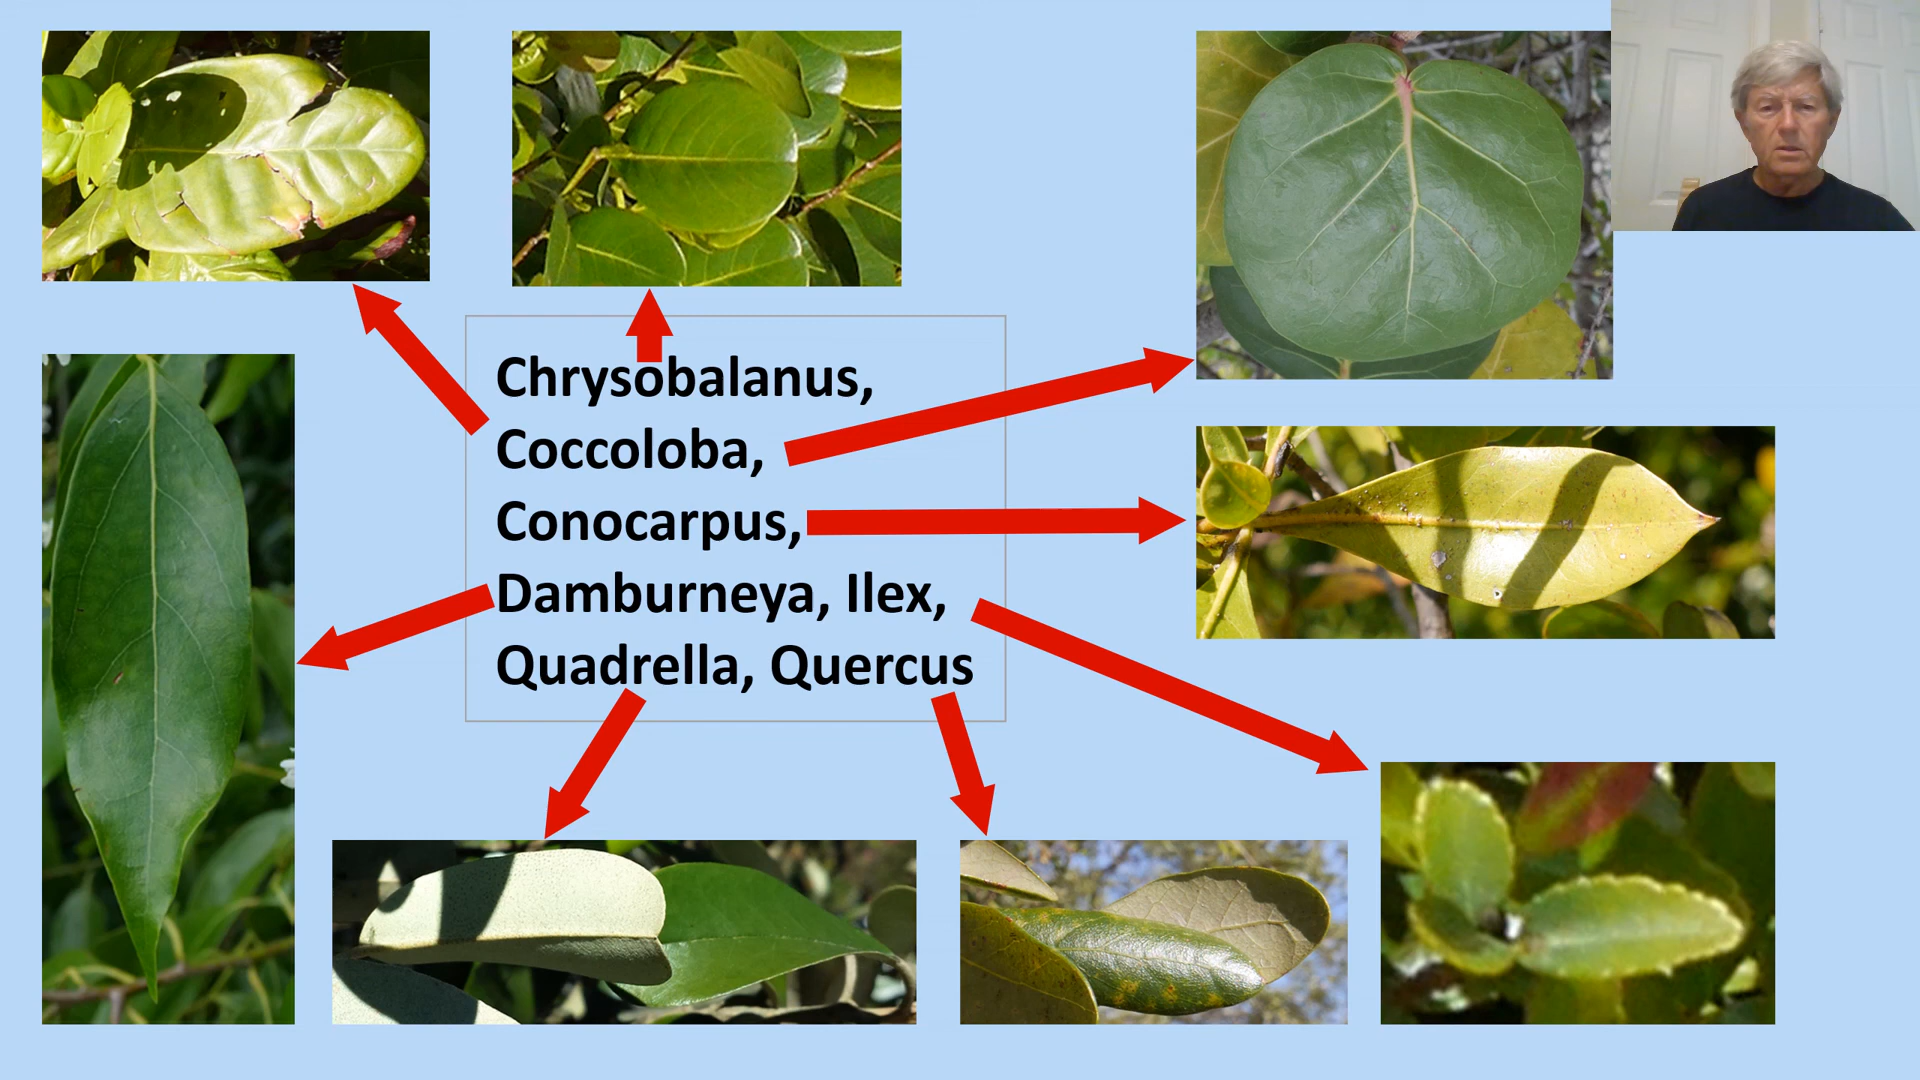 Chrysobalanus,
Coccoloba,
Conocarpus,
Damburneya, Ilex,
Quadrella, Quercus